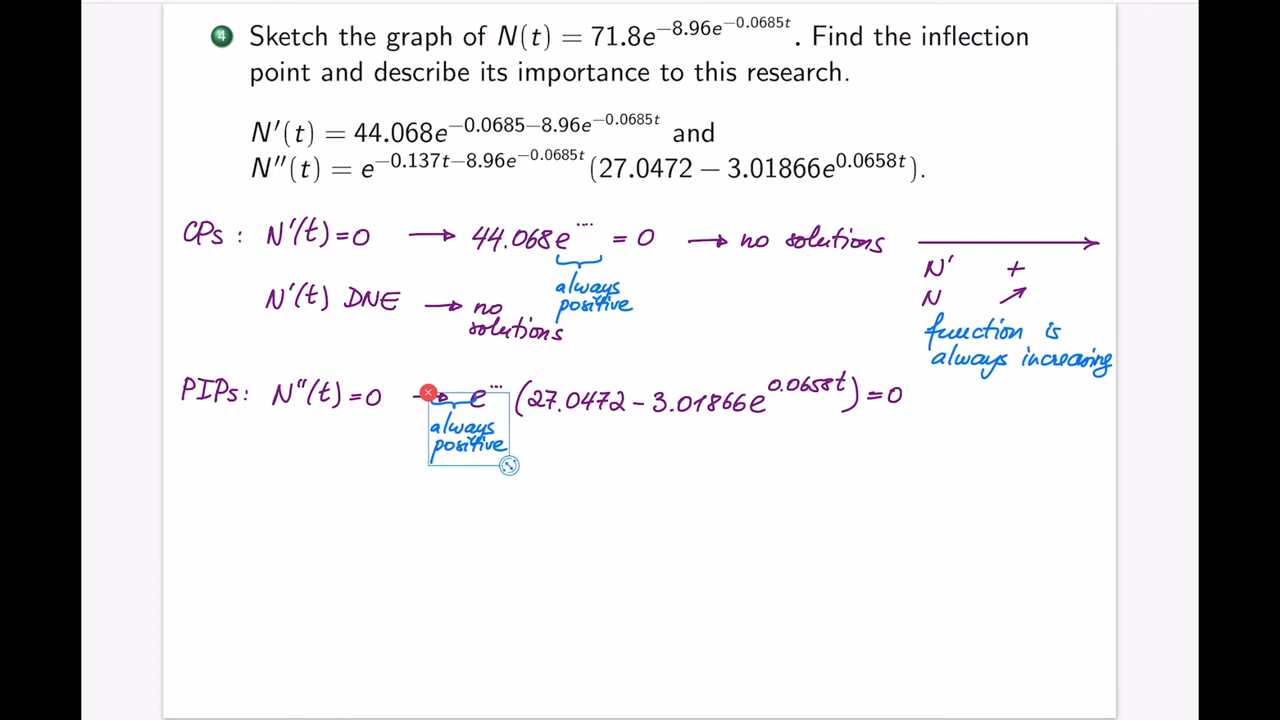 4 Sketch the graph of N(t) = 71.8e^{−8.96e^{−0.0685t}}. Find the inflection
point and describe its importance to this research.
N′(t) = 44.068e^{−0.0685−8.96e^{−0.0685t}} and
N″(t) = e^{−0.137t−8.96e^{−0.0685t}}(27.0472 − 3.01866e^{0.0658t}).
CPs: N'(t)=0 → 44.068e^{...} = 0 → no solutions
always
positive
N'(t) DNE → no
solutions
N' +
N ↗
function is
always increasing
PIPs: N"(t)=0 → e^{...} (27.0472 − 3.01866e^{0.0658t}) = 0
always
positive